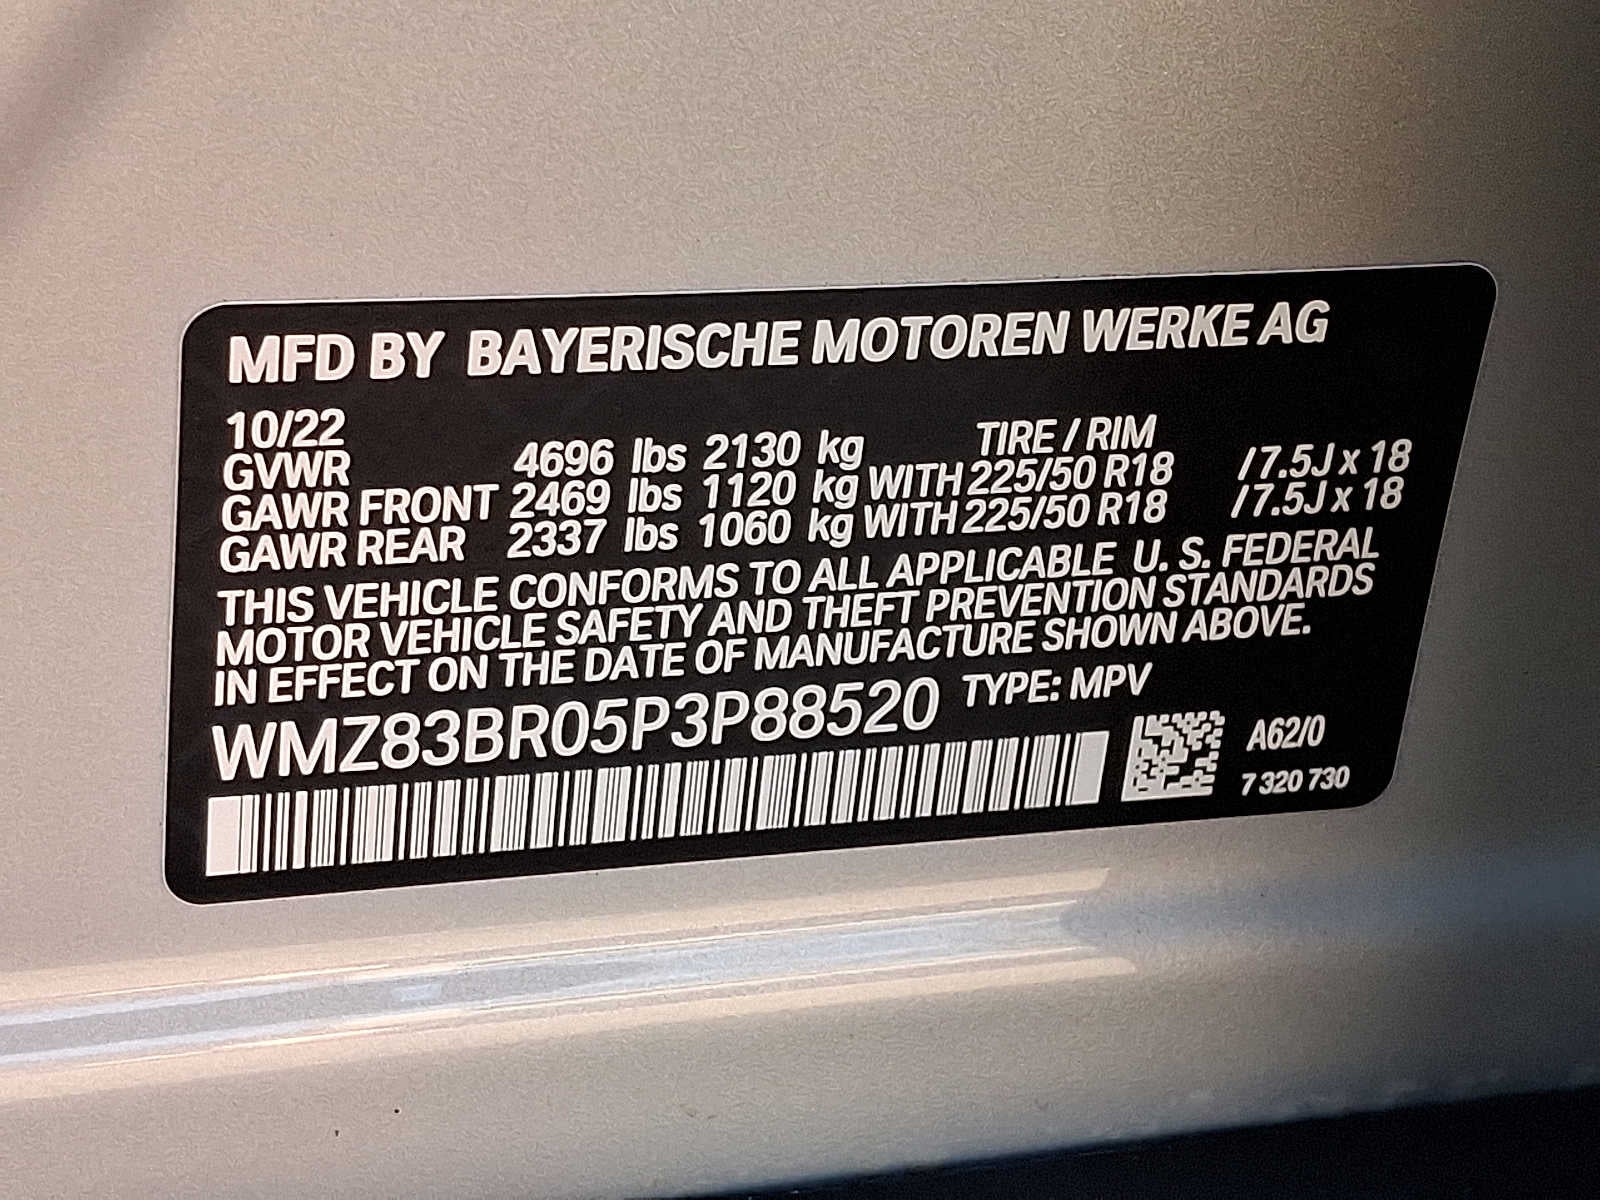 MFD BY BAYERISCHE MOTOREN WERKE AG
10/22 TIRE / RIM
GVWR 4696 lbs 2130 kg
GAWR FRONT 2469 lbs 1120 kg WITH 225/50 R18 / 7.5J x 18
GAWR REAR 2337 lbs 1060 kg WITH 225/50 R18 / 7.5J x 18
THIS VEHICLE CONFORMS TO ALL APPLICABLE U. S. FEDERAL
MOTOR VEHICLE SAFETY AND THEFT PREVENTION STANDARDS
IN EFFECT ON THE DATE OF MANUFACTURE SHOWN ABOVE.
WMZ83BR05P3P88520 TYPE: MPV
A62/0
7 320 730